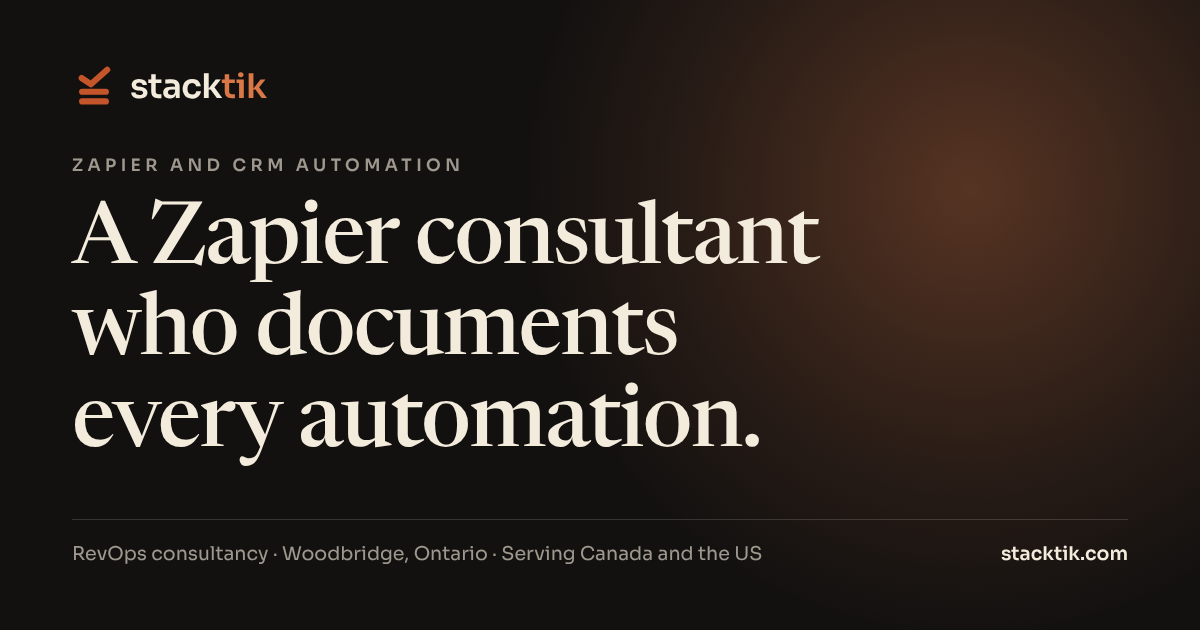 stacktik
ZAPIER AND CRM AUTOMATION
A Zapier consultant
who documents
every automation.
RevOps consultancy · Woodbridge, Ontario · Serving Canada and the US
stacktik.com